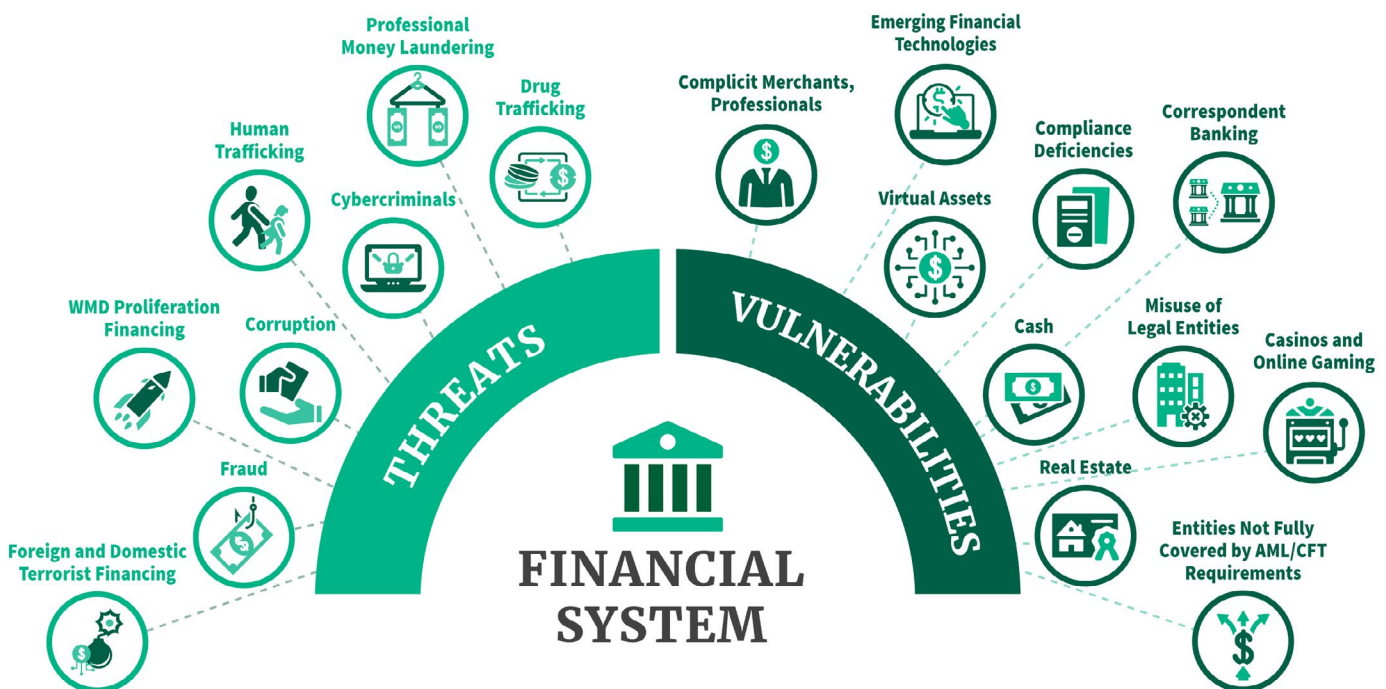 Professional
Money Laundering
Drug
Trafficking
Human
Trafficking
Cybercriminals
WMD Proliferation
Financing
Corruption
Fraud
Foreign and Domestic
Terrorist Financing
THREATS
Emerging Financial
Technologies
Complicit Merchants,
Professionals
Compliance
Deficiencies
Correspondent
Banking
Virtual Assets
Cash
Misuse of
Legal Entities
Casinos and
Online Gaming
Real Estate
Entities Not Fully
Covered by AML/CFT
Requirements
VULNERABILITIES
FINANCIAL
SYSTEM